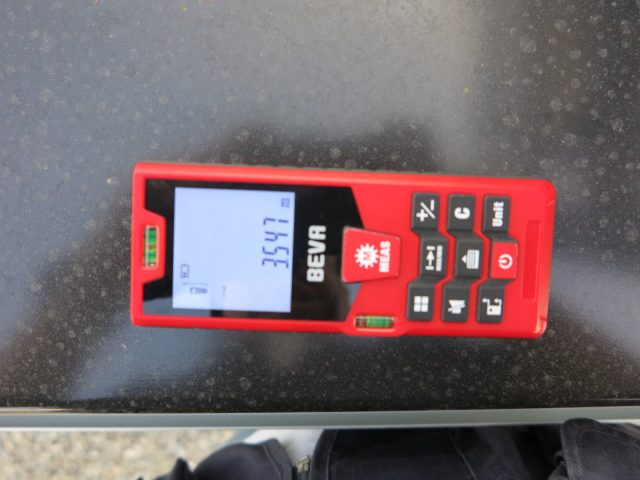 3.547 m
BEVA
MEAS
+/- C Unit